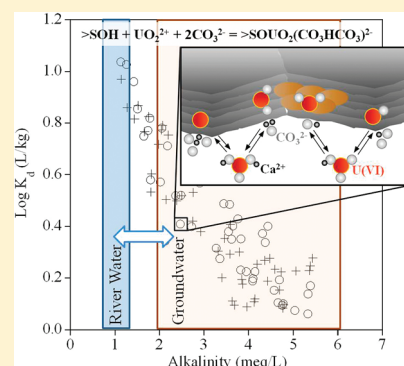 >SOH + UO₂²⁺ + 2CO₃²⁻ = >SOUO₂(CO₃HCO₃)²⁻
Log K_d (L/kg)
1.2
1.0
0.8
0.6
0.4
0.2
0.0
CO₃²⁻
Ca²⁺
U(VI)
River Water
Groundwater
0 1 2 3 4 5 6 7
Alkalinity (meq/L)